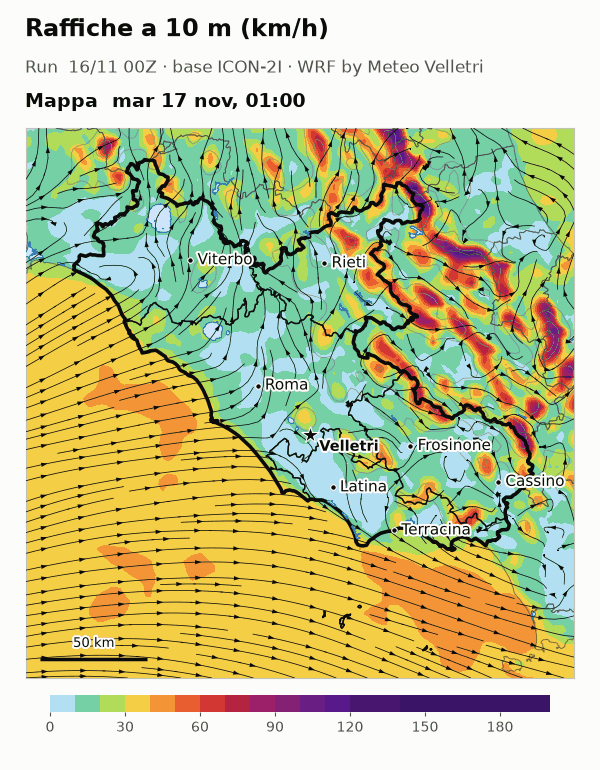 Raffiche a 10 m (km/h)
Run 16/11 00Z · base ICON-2I · WRF by Meteo Velletri
Mappa mar 17 nov, 01:00
Viterbo
Rieti
Roma
Velletri
Frosinone
Latina
Cassino
Terracina
50 km
0 30 60 90 120 150 180